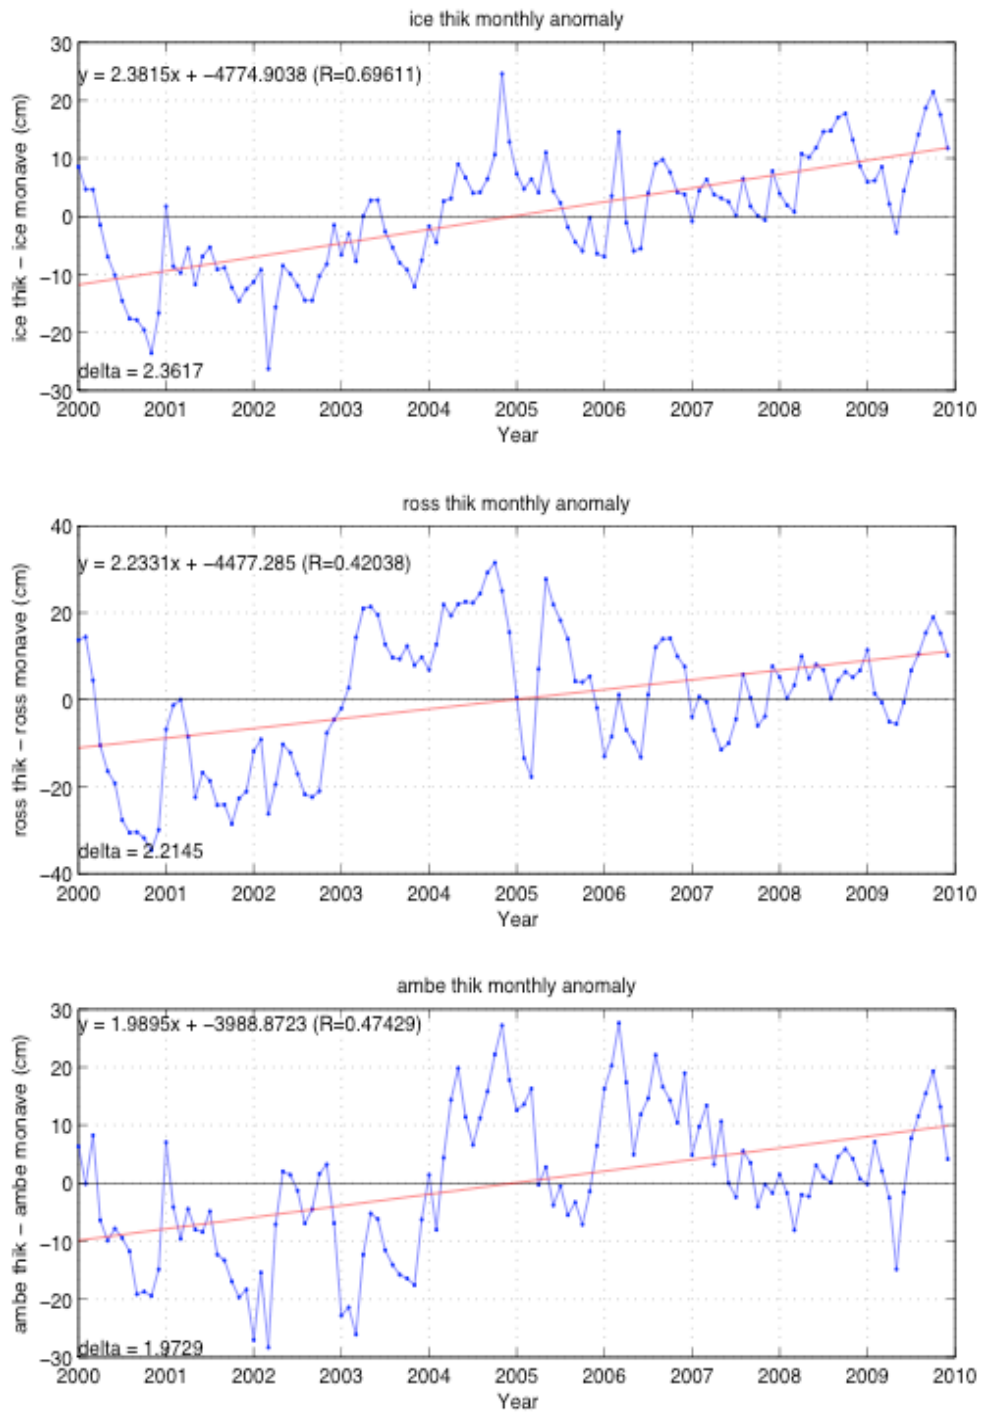 ice thik monthly anomaly
30
y = 2.3815x + −4774.9038 (R=0.69611)
20
10
0
−10
−20
delta = 2.3617
−30
ice thik − ice monave (cm)
2000 2001 2002 2003 2004 2005 2006 2007 2008 2009 2010
Year
ross thik monthly anomaly
40
y = 2.2331x + −4477.285 (R=0.42038)
20
0
−20
delta = 2.2145
−40
ross thik − ross monave (cm)
2000 2001 2002 2003 2004 2005 2006 2007 2008 2009 2010
Year
ambe thik monthly anomaly
30
y = 1.9895x + −3988.8723 (R=0.47429)
20
10
0
−10
−20
delta = 1.9729
−30
ambe thik − ambe monave (cm)
2000 2001 2002 2003 2004 2005 2006 2007 2008 2009 2010
Year